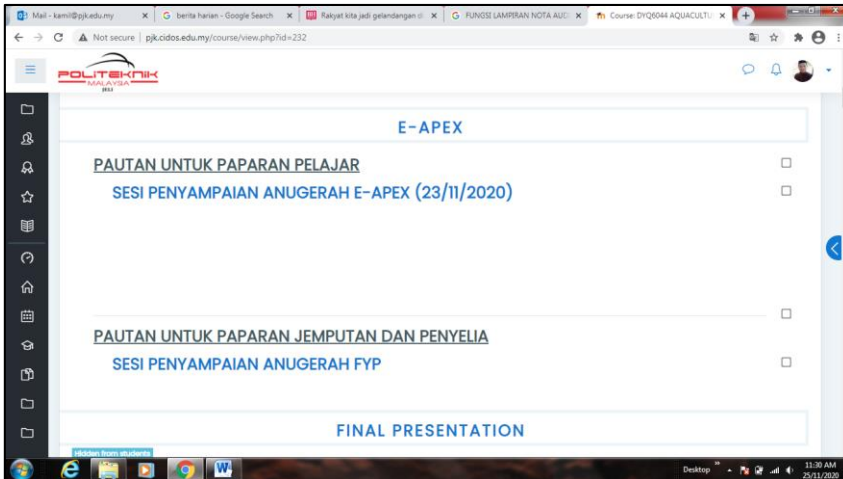 Mail - kamil@pjk.edu.my
berita harian - Google Search
Rakyat kita jadi gelandangan di
FUNGSI LAMPIRAN NOTA AUD
Course: DYQ6044 AQUACULTU
Not secure | pjk.cidos.edu.my/course/view.php?id=232
POLITEKNIK
MALAYSIA
E-APEX
PAUTAN UNTUK PAPARAN PELAJAR
SESI PENYAMPAIAN ANUGERAH E-APEX (23/11/2020)
PAUTAN UNTUK PAPARAN JEMPUTAN DAN PENYELIA
SESI PENYAMPAIAN ANUGERAH FYP
FINAL PRESENTATION
Hidden from students
Desktop
11:30 AM
25/11/2020